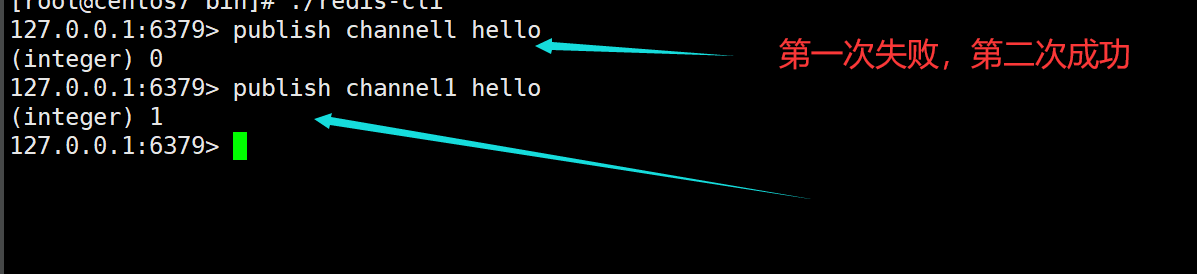 [root@centos7 bin]# ./redis-cli
127.0.0.1:6379> publish channell hello
(integer) 0
127.0.0.1:6379> publish channel1 hello
(integer) 1
127.0.0.1:6379>
第一次失败，第二次成功